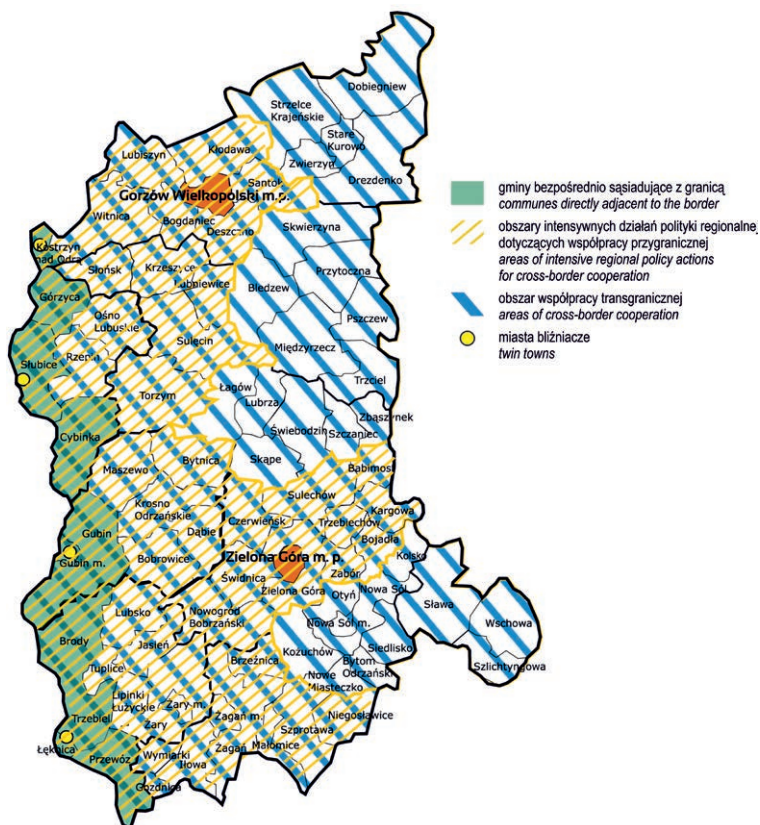 Dobiegniew
Strzelce
Krajeńskie
Stare
Kurowo
Zwierzyn
Drezdenko
Kłodawa
Lubiszyn
Santok
Gorzów Wielkopolski m.p.
Witnica
Bogdaniec
Deszczno
Skwierzyna
Kostrzyn
nad Odrą
Słońsk
Krzeszyce
Lubniewice
Bledzew
Przytoczna
Pszczew
Górzyca
Ośno
Lubuskie
Sulęcin
Międzyrzecz
Rzepin
Słubice
Trzciel
Torzym
Łagów
Lubrza
Zbąszynek
Świebodzin
Szczaniec
Cybinka
Skąpe
Maszewo
Bytnica
Babimost
Sulechów
Kargowa
Krosno
Odrzańskie
Czerwieńsk
Trzebiechów
Dąbie
Bojadła
Gubin
Gubin m.
Bobrowice
Zielona Góra m. p.
Kolsko
Zabór
Świdnica
Zielona Góra
Otyń
Nowa Sól
Sława
Wschowa
Lubsko
Nowogród
Bobrzański
Nowa Sól m.
Brody
Jasień
Siedlisko
Szlichtyngowa
Kożuchów
Brzeźnica
Bytom
Odrzański
Tuplice
Nowe
Miasteczko
Lipinki
Łużyckie
Żary m.
Trzebiel
Żagań m.
Niegosławice
Żary
Szprotawa
Łęknica
Przewóz
Wymiarki
Żagań
Małomice
Iłowa
Gozdnica
gminy bezpośrednio sąsiadujące z granicą
communes directly adjacent to the border
obszary intensywnych działań polityki regionalnej
dotyczących współpracy przygranicznej
areas of intensive regional policy actions
for cross-border cooperation
obszar współpracy transgranicznej
areas of cross-border cooperation
miasta bliźniacze
twin towns